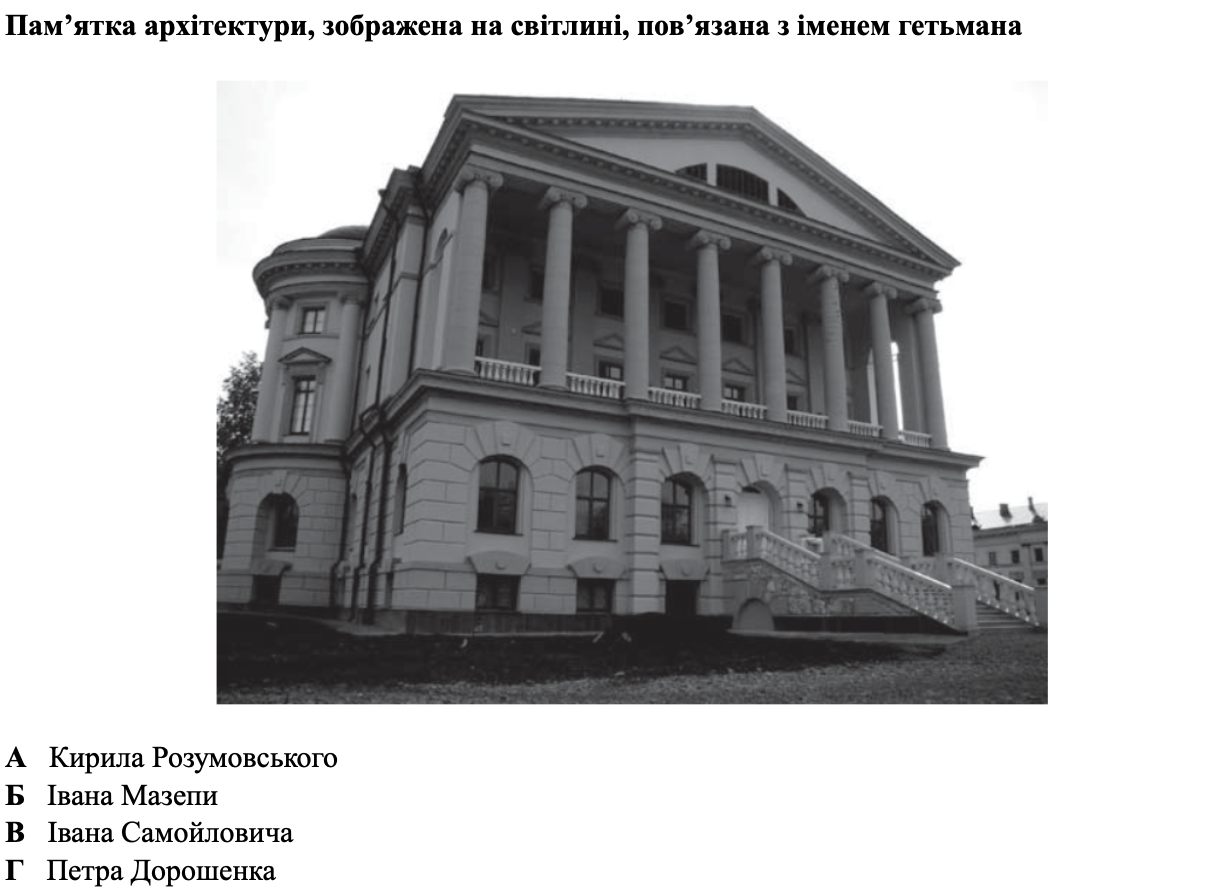 Пам’ятка архітектури, зображена на світлині, пов’язана з іменем гетьмана
А Кирила Розумовського
Б Івана Мазепи
В Івана Самойловича
Г Петра Дорошенка